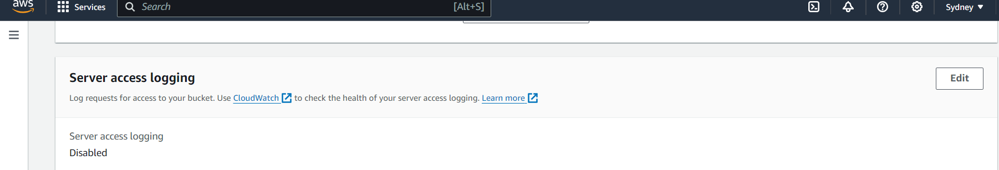 aws
Services
Search
[Alt+S]
Sydney
Server access logging
Edit
Log requests for access to your bucket. Use CloudWatch to check the health of your server access logging. Learn more
Server access logging
Disabled